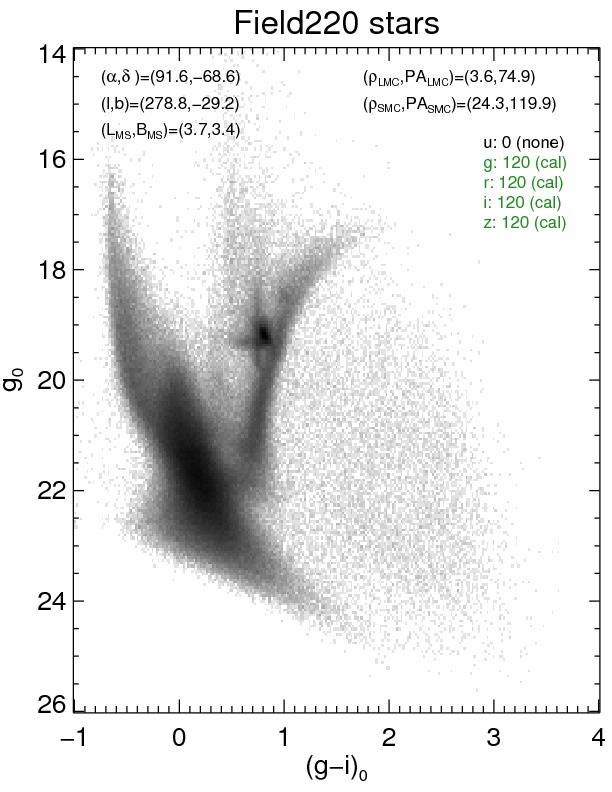 Field220 stars
(α,δ )=(91.6,−68.6)
(l,b)=(278.8,−29.2)
(LMS,BMS)=(3.7,3.4)
(ρLMC,PALMC)=(3.6,74.9)
(ρSMC,PASMC)=(24.3,119.9)
u: 0 (none)
g: 120 (cal)
r: 120 (cal)
i: 120 (cal)
z: 120 (cal)
14
16
18
20
22
24
26
g0
−1 0 1 2 3 4
(g−i)0